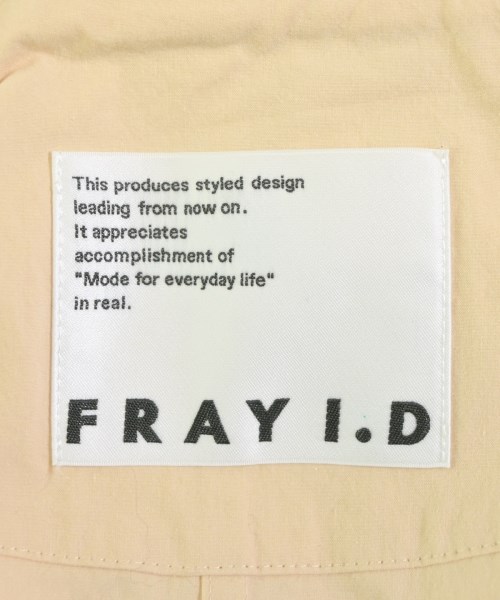 This produces styled design
leading from now on.
It appreciates
accomplishment of
"Mode for everyday life"
in real.
FRAY I.D